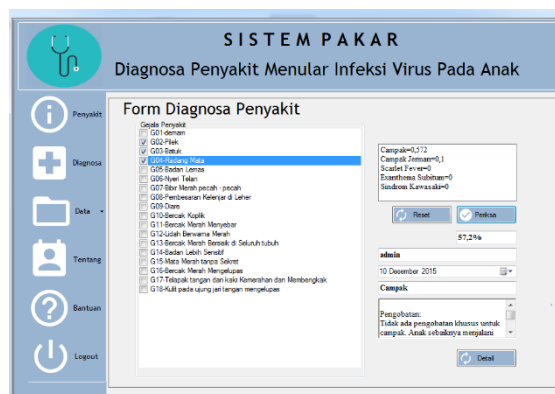 SISTEM PAKAR
Diagnosa Penyakit Menular Infeksi Virus Pada Anak
Penyakit
Diagnosa
Data
Tentang
Bantuan
Logout
Form Diagnosa Penyakit
Gejala Penyakit
G01-demam
G02-Pilek
G03-Batuk
G04-Radang Mata
G05-Badan Lemas
G06-Nyeri Telan
G07-Bibir Merah pecah - pecah
G08-Pembesaran Kelenjar di Leher
G09-Diare
G10-Bercak Koplik
G11-Bercak Merah Menyebar
G12-Lidah Berwarna Merah
G13-Bercak Merah Bersisik di Seluruh tubuh
G14-Badan Lebih Sensitif
G15-Mata Merah tanpa Sekret
G16-Bercak Merah Mengelupas
G17-Telapak tangan dan kaki Kemerahan dan Membengkak
G18-Kulit pada ujung jari tangan mengelupas
Campak=0,572
Campak Jerman=0,1
Scarlet Fever=0
Exanthema Subitum=0
Sindrom Kawasaki=0
Reset
Periksa
57,2%
admin
10 Desember 2015
Campak
Pengobatan:
Tidak ada pengobatan khusus untuk
campak. Anak sebaiknya menjalani
Detail